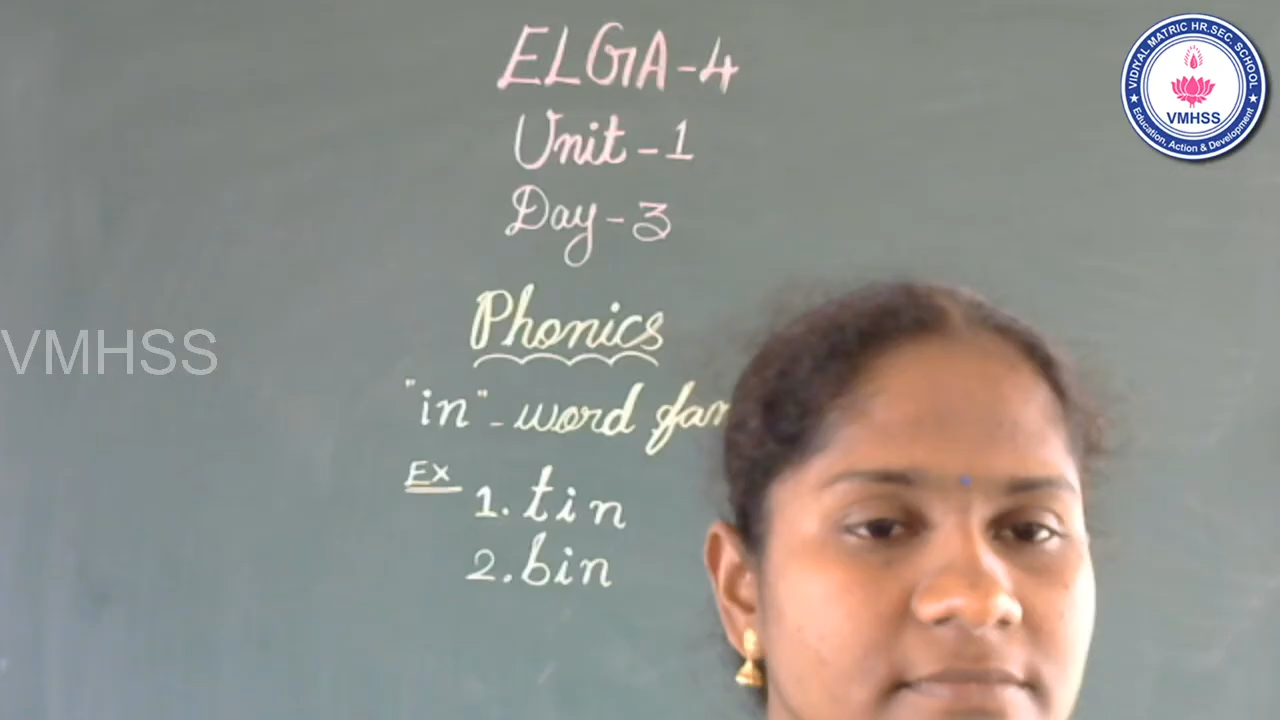 ELGA-4
Unit-1
Day-3
Phonics
"in"-word
Ex 1. tin
2. bin
VMHSS
VIDIYAL MATRIC HR.SEC. SCHOOL
VMHSS
Education, Action & Development